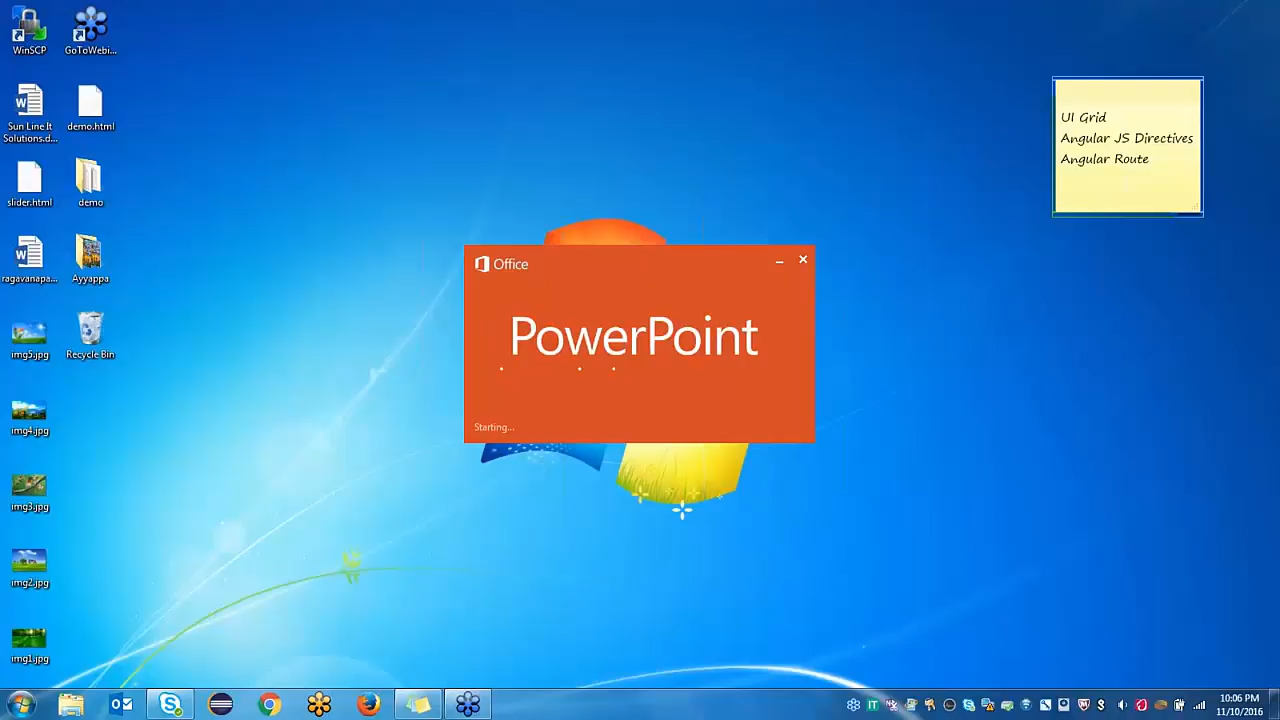 WinSCP
GoToWebi...
Sun Line It
Solutions.d...
demo.html
slider.html
demo
ragavanapa...
Ayyappa
img5.jpg
Recycle Bin
img4.jpg
img3.jpg
img2.jpg
img1.jpg
Office
PowerPoint
Starting...
UI Grid
Angular JS Directives
Angular Route
IT
10:06 PM
11/10/2016